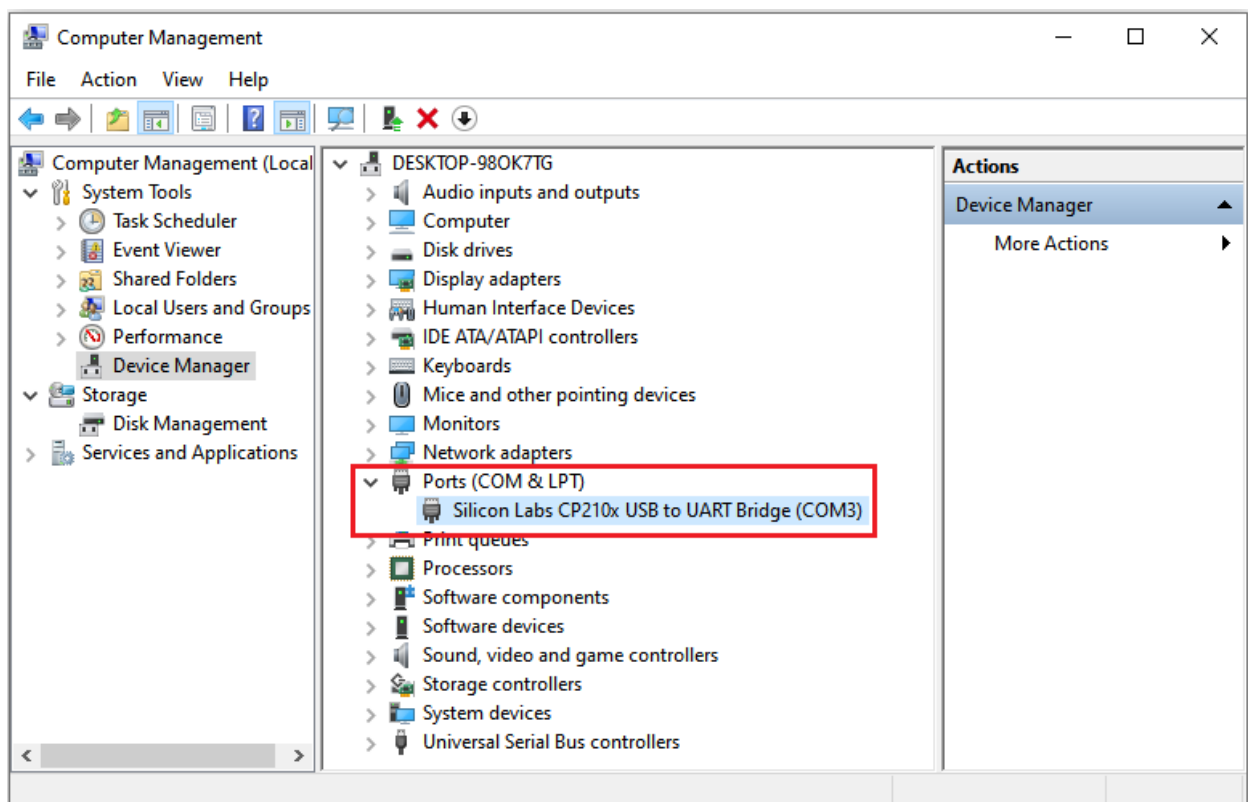 Computer Management
File Action View Help
Computer Management (Local
System Tools
Task Scheduler
Event Viewer
Shared Folders
Local Users and Groups
Performance
Device Manager
Storage
Disk Management
Services and Applications
DESKTOP-98OK7TG
Audio inputs and outputs
Computer
Disk drives
Display adapters
Human Interface Devices
IDE ATA/ATAPI controllers
Keyboards
Mice and other pointing devices
Monitors
Network adapters
Ports (COM & LPT)
Silicon Labs CP210x USB to UART Bridge (COM3)
Print queues
Processors
Software components
Software devices
Sound, video and game controllers
Storage controllers
System devices
Universal Serial Bus controllers
Actions
Device Manager
More Actions